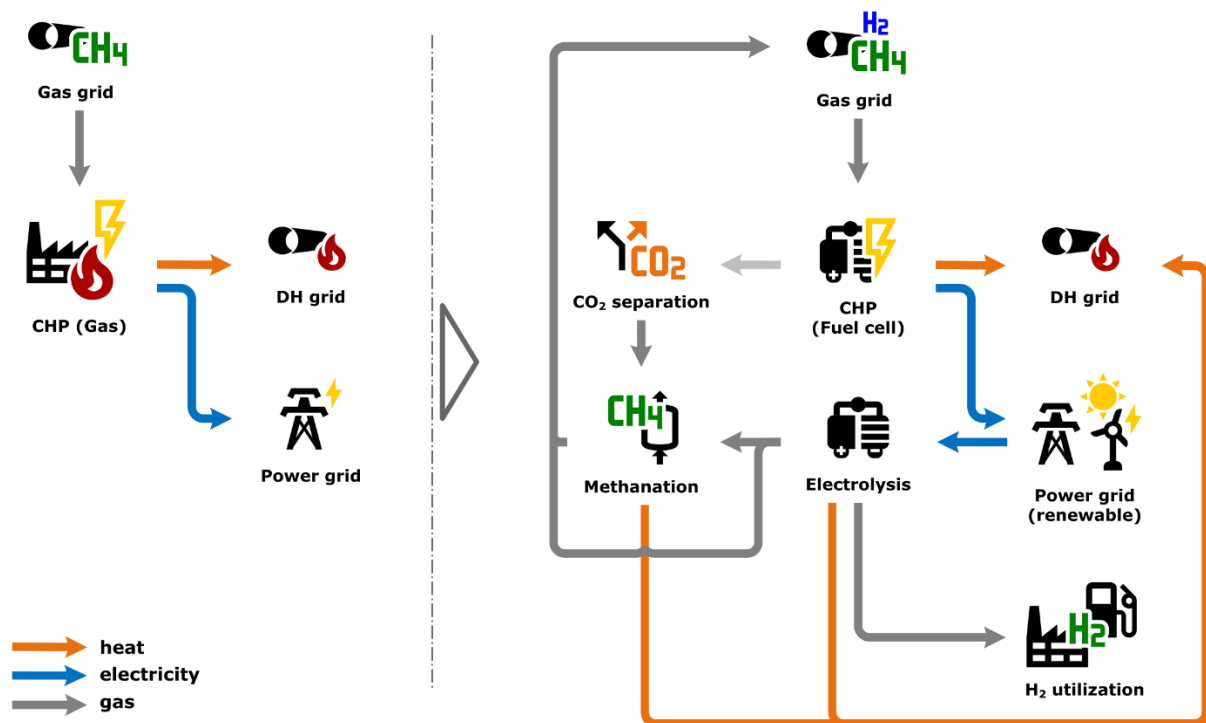 CH4
Gas grid
CHP (Gas)
DH grid
Power grid
heat
electricity
gas
H2
CH4
Gas grid
CO2
CO₂ separation
CHP
(Fuel cell)
DH grid
CH4
Methanation
Electrolysis
Power grid
(renewable)
H2
H₂ utilization